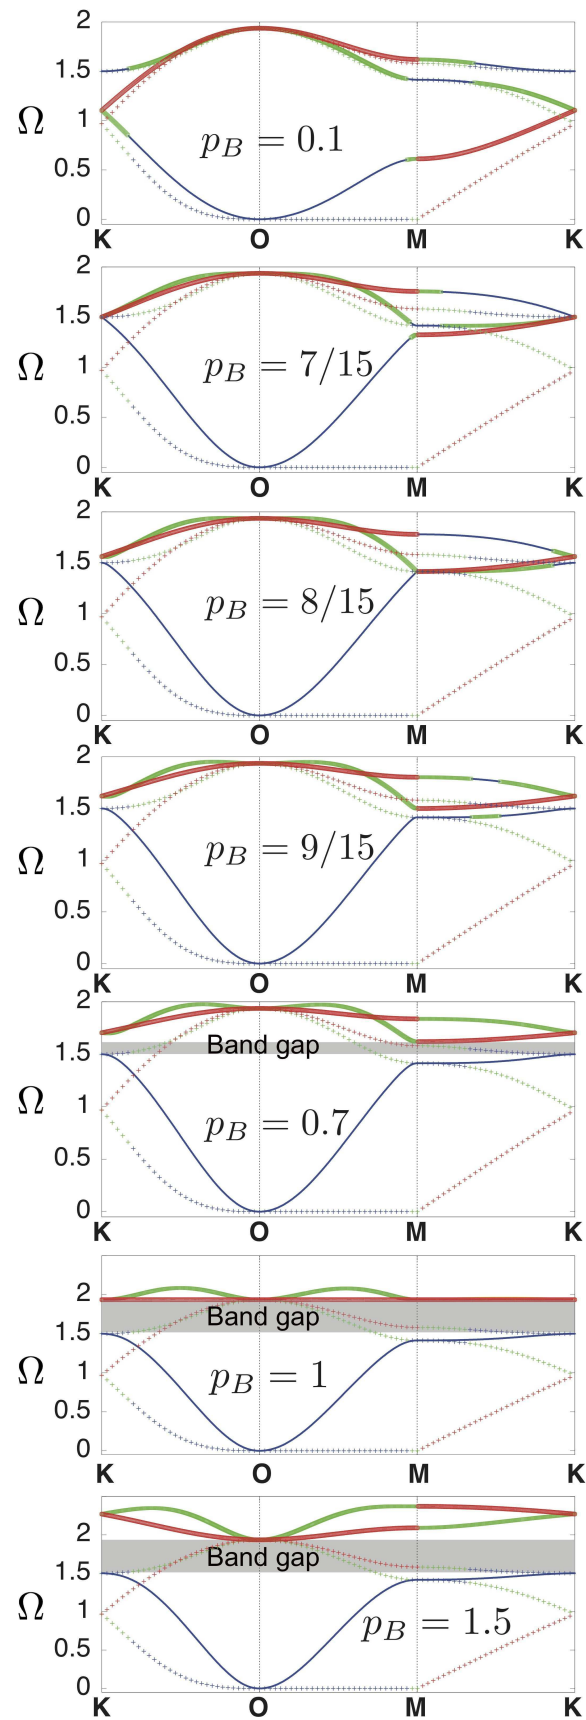 2
1.5
Ω 1
p_B = 0.1
0.5
0
K O M K
2
1.5
Ω 1
p_B = 7/15
0.5
0
K O M K
2
1.5
Ω 1
p_B = 8/15
0.5
0
K O M K
2
1.5
Ω 1
p_B = 9/15
0.5
0
K O M K
2
Band gap
1.5
Ω 1
p_B = 0.7
0.5
0
K O M K
2
Band gap
1.5
Ω 1
p_B = 1
0.5
0
K O M K
2
Band gap
1.5
Ω 1
p_B = 1.5
0.5
0
K O M K